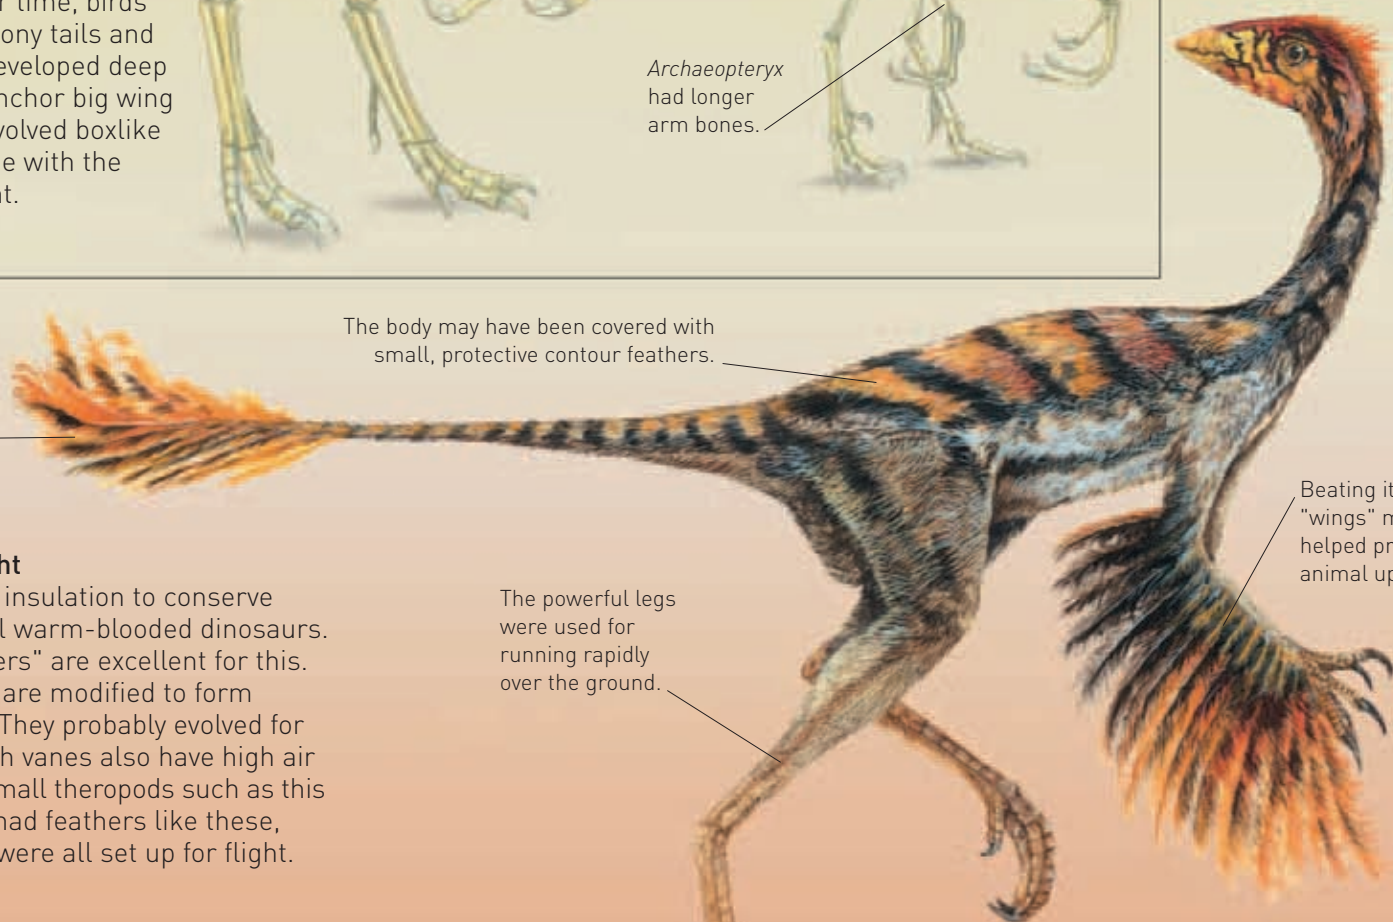 time, birds
ony tails and
eveloped deep
nchor big wing
volved boxlike
e with the
t.
Archaeopteryx
had longer
arm bones.
The body may have been covered with
small, protective contour feathers.
Beating it
"wings" m
helped pr
animal up
The powerful legs
were used for
running rapidly
over the ground.
ht
insulation to conserve
l warm-blooded dinosaurs.
ers" are excellent for this.
are modified to form
They probably evolved for
h vanes also have high air
mall theropods such as this
had feathers like these,
were all set up for flight.